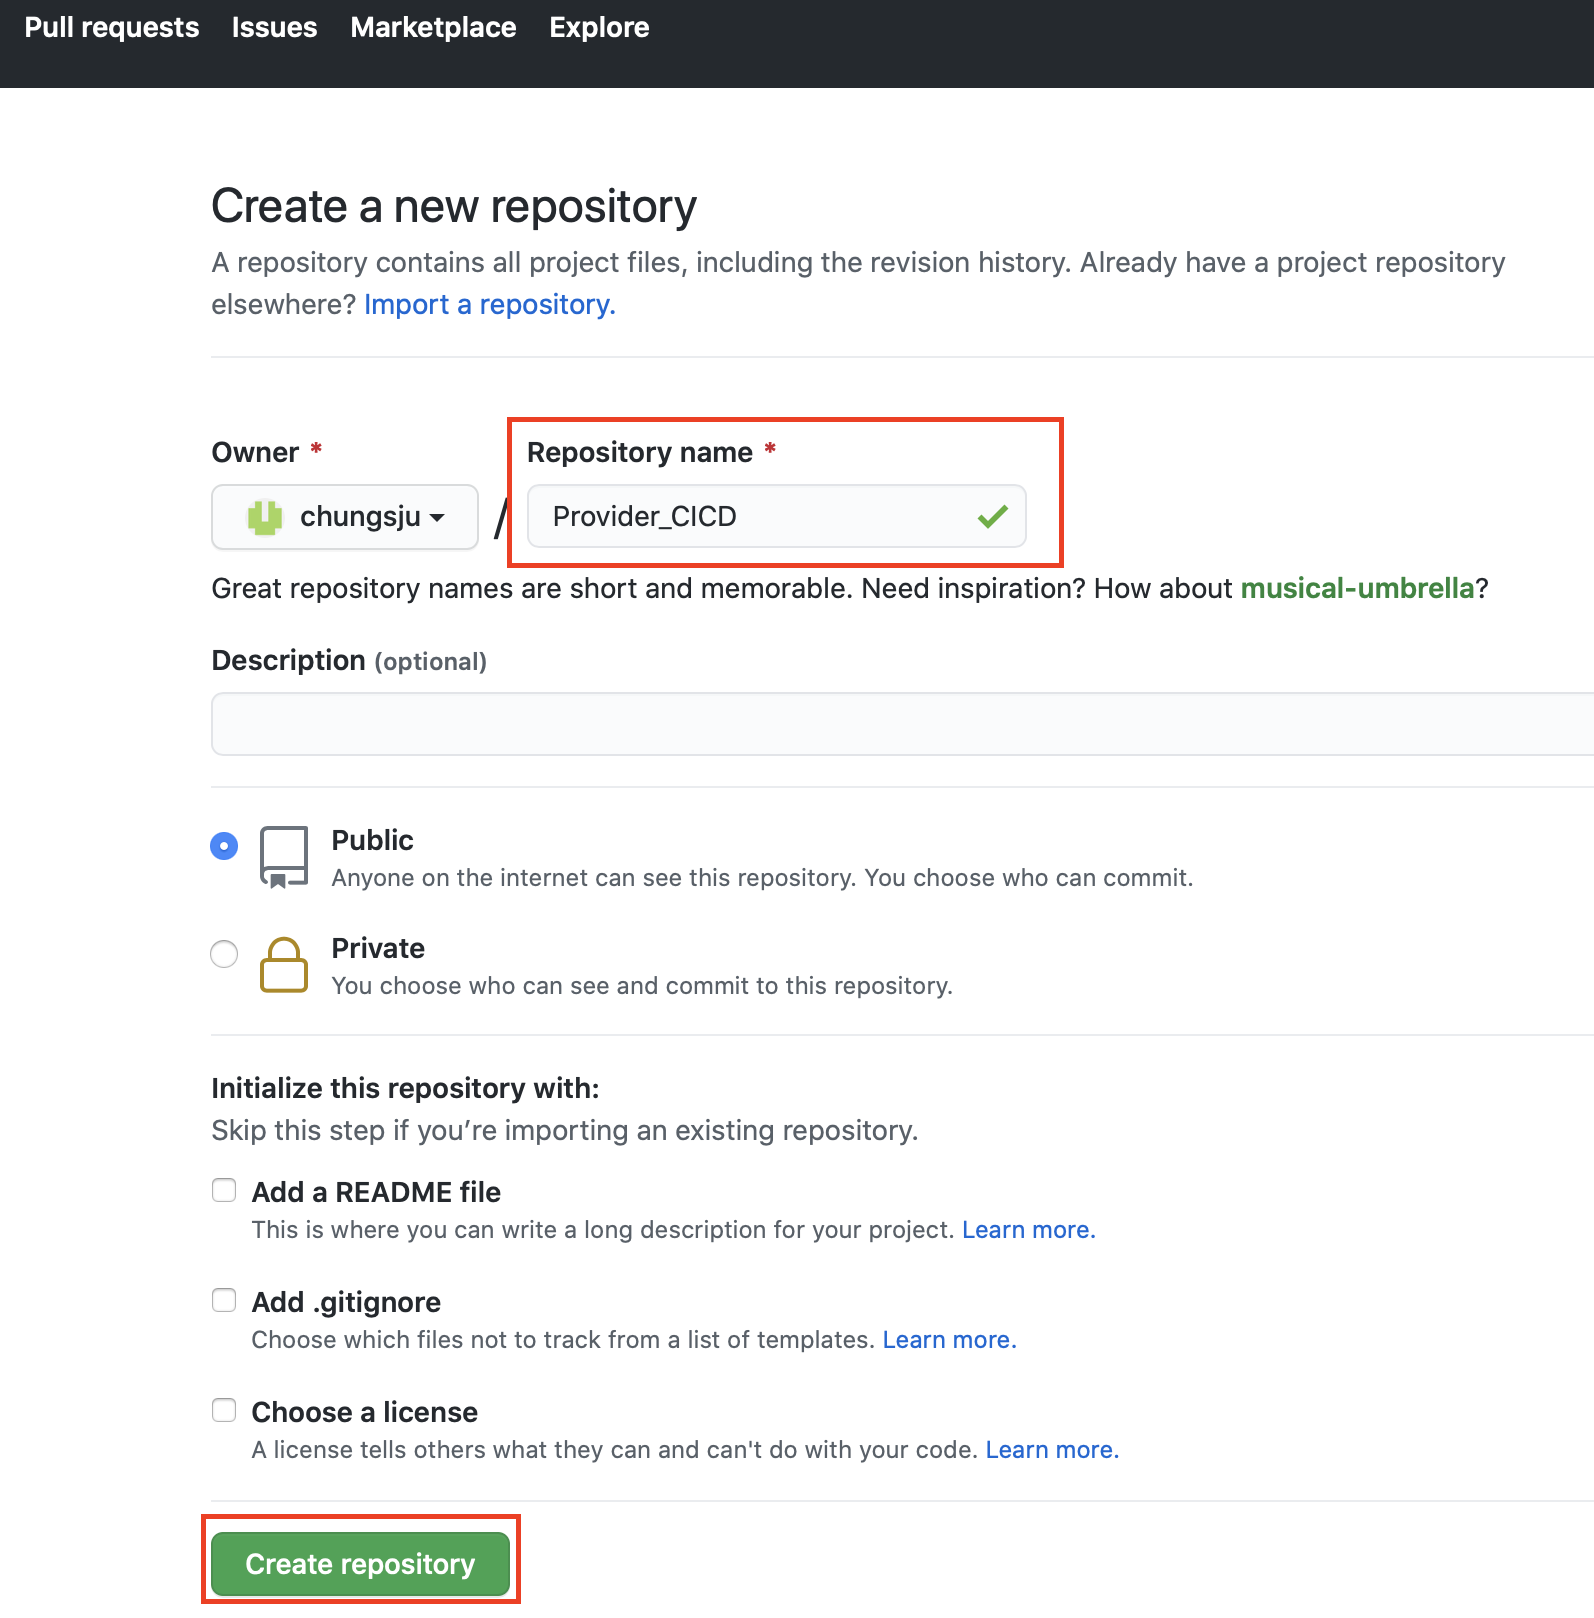 Pull requests Issues Marketplace Explore
Create a new repository
A repository contains all project files, including the revision history. Already have a project repository
elsewhere? Import a repository.
Owner * Repository name *
chungsju / Provider_CICD
Great repository names are short and memorable. Need inspiration? How about musical-umbrella?
Description (optional)
Public
Anyone on the internet can see this repository. You choose who can commit.
Private
You choose who can see and commit to this repository.
Initialize this repository with:
Skip this step if you’re importing an existing repository.
Add a README file
This is where you can write a long description for your project. Learn more.
Add .gitignore
Choose which files not to track from a list of templates. Learn more.
Choose a license
A license tells others what they can and can't do with your code. Learn more.
Create repository